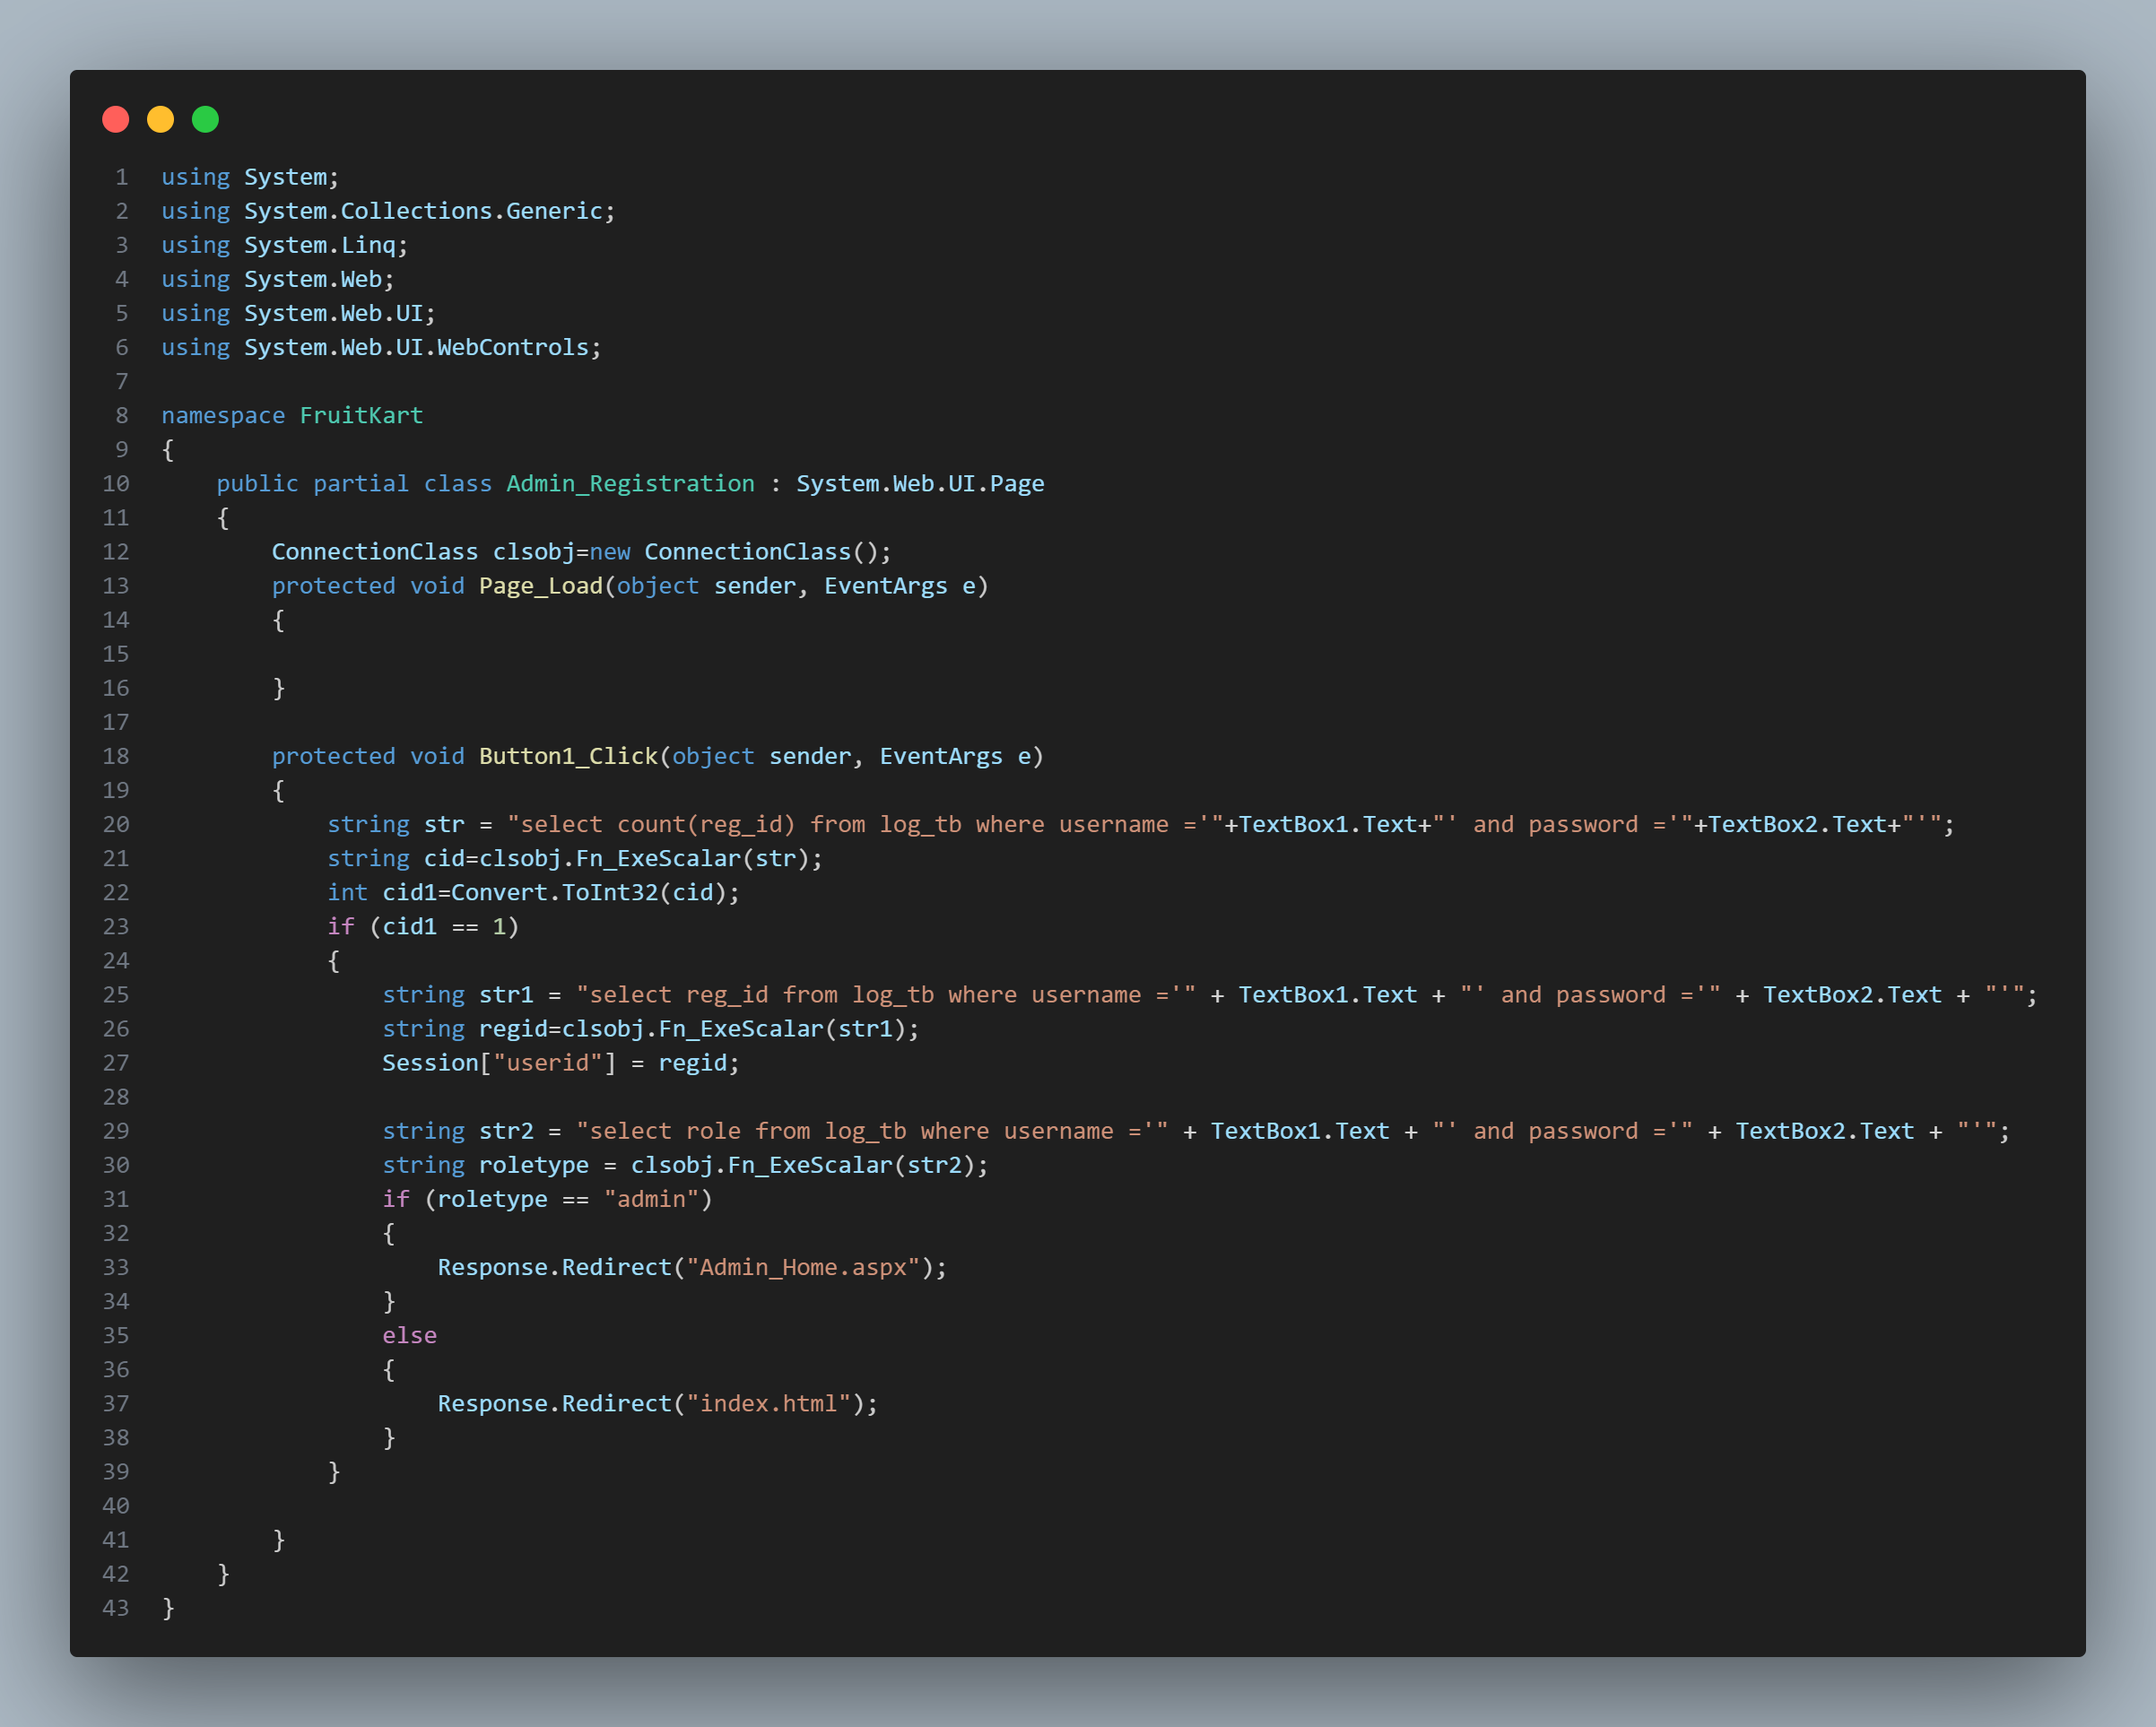 1 using System;
2 using System.Collections.Generic;
3 using System.Linq;
4 using System.Web;
5 using System.Web.UI;
6 using System.Web.UI.WebControls;
7
8 namespace FruitKart
9 {
10     public partial class Admin_Registration : System.Web.UI.Page
11     {
12         ConnectionClass clsobj=new ConnectionClass();
13         protected void Page_Load(object sender, EventArgs e)
14         {
15
16         }
17
18         protected void Button1_Click(object sender, EventArgs e)
19         {
20             string str = "select count(reg_id) from log_tb where username ='"+TextBox1.Text+"' and password ='"+TextBox2.Text+"'";
21             string cid=clsobj.Fn_ExeScalar(str);
22             int cid1=Convert.ToInt32(cid);
23             if (cid1 == 1)
24             {
25                 string str1 = "select reg_id from log_tb where username ='" + TextBox1.Text + "' and password ='" + TextBox2.Text + "'";
26                 string regid=clsobj.Fn_ExeScalar(str1);
27                 Session["userid"] = regid;
28
29                 string str2 = "select role from log_tb where username ='" + TextBox1.Text + "' and password ='" + TextBox2.Text + "'";
30                 string roletype = clsobj.Fn_ExeScalar(str2);
31                 if (roletype == "admin")
32                 {
33                     Response.Redirect("Admin_Home.aspx");
34                 }
35                 else
36                 {
37                     Response.Redirect("index.html");
38                 }
39             }
40
41         }
42     }
43 }